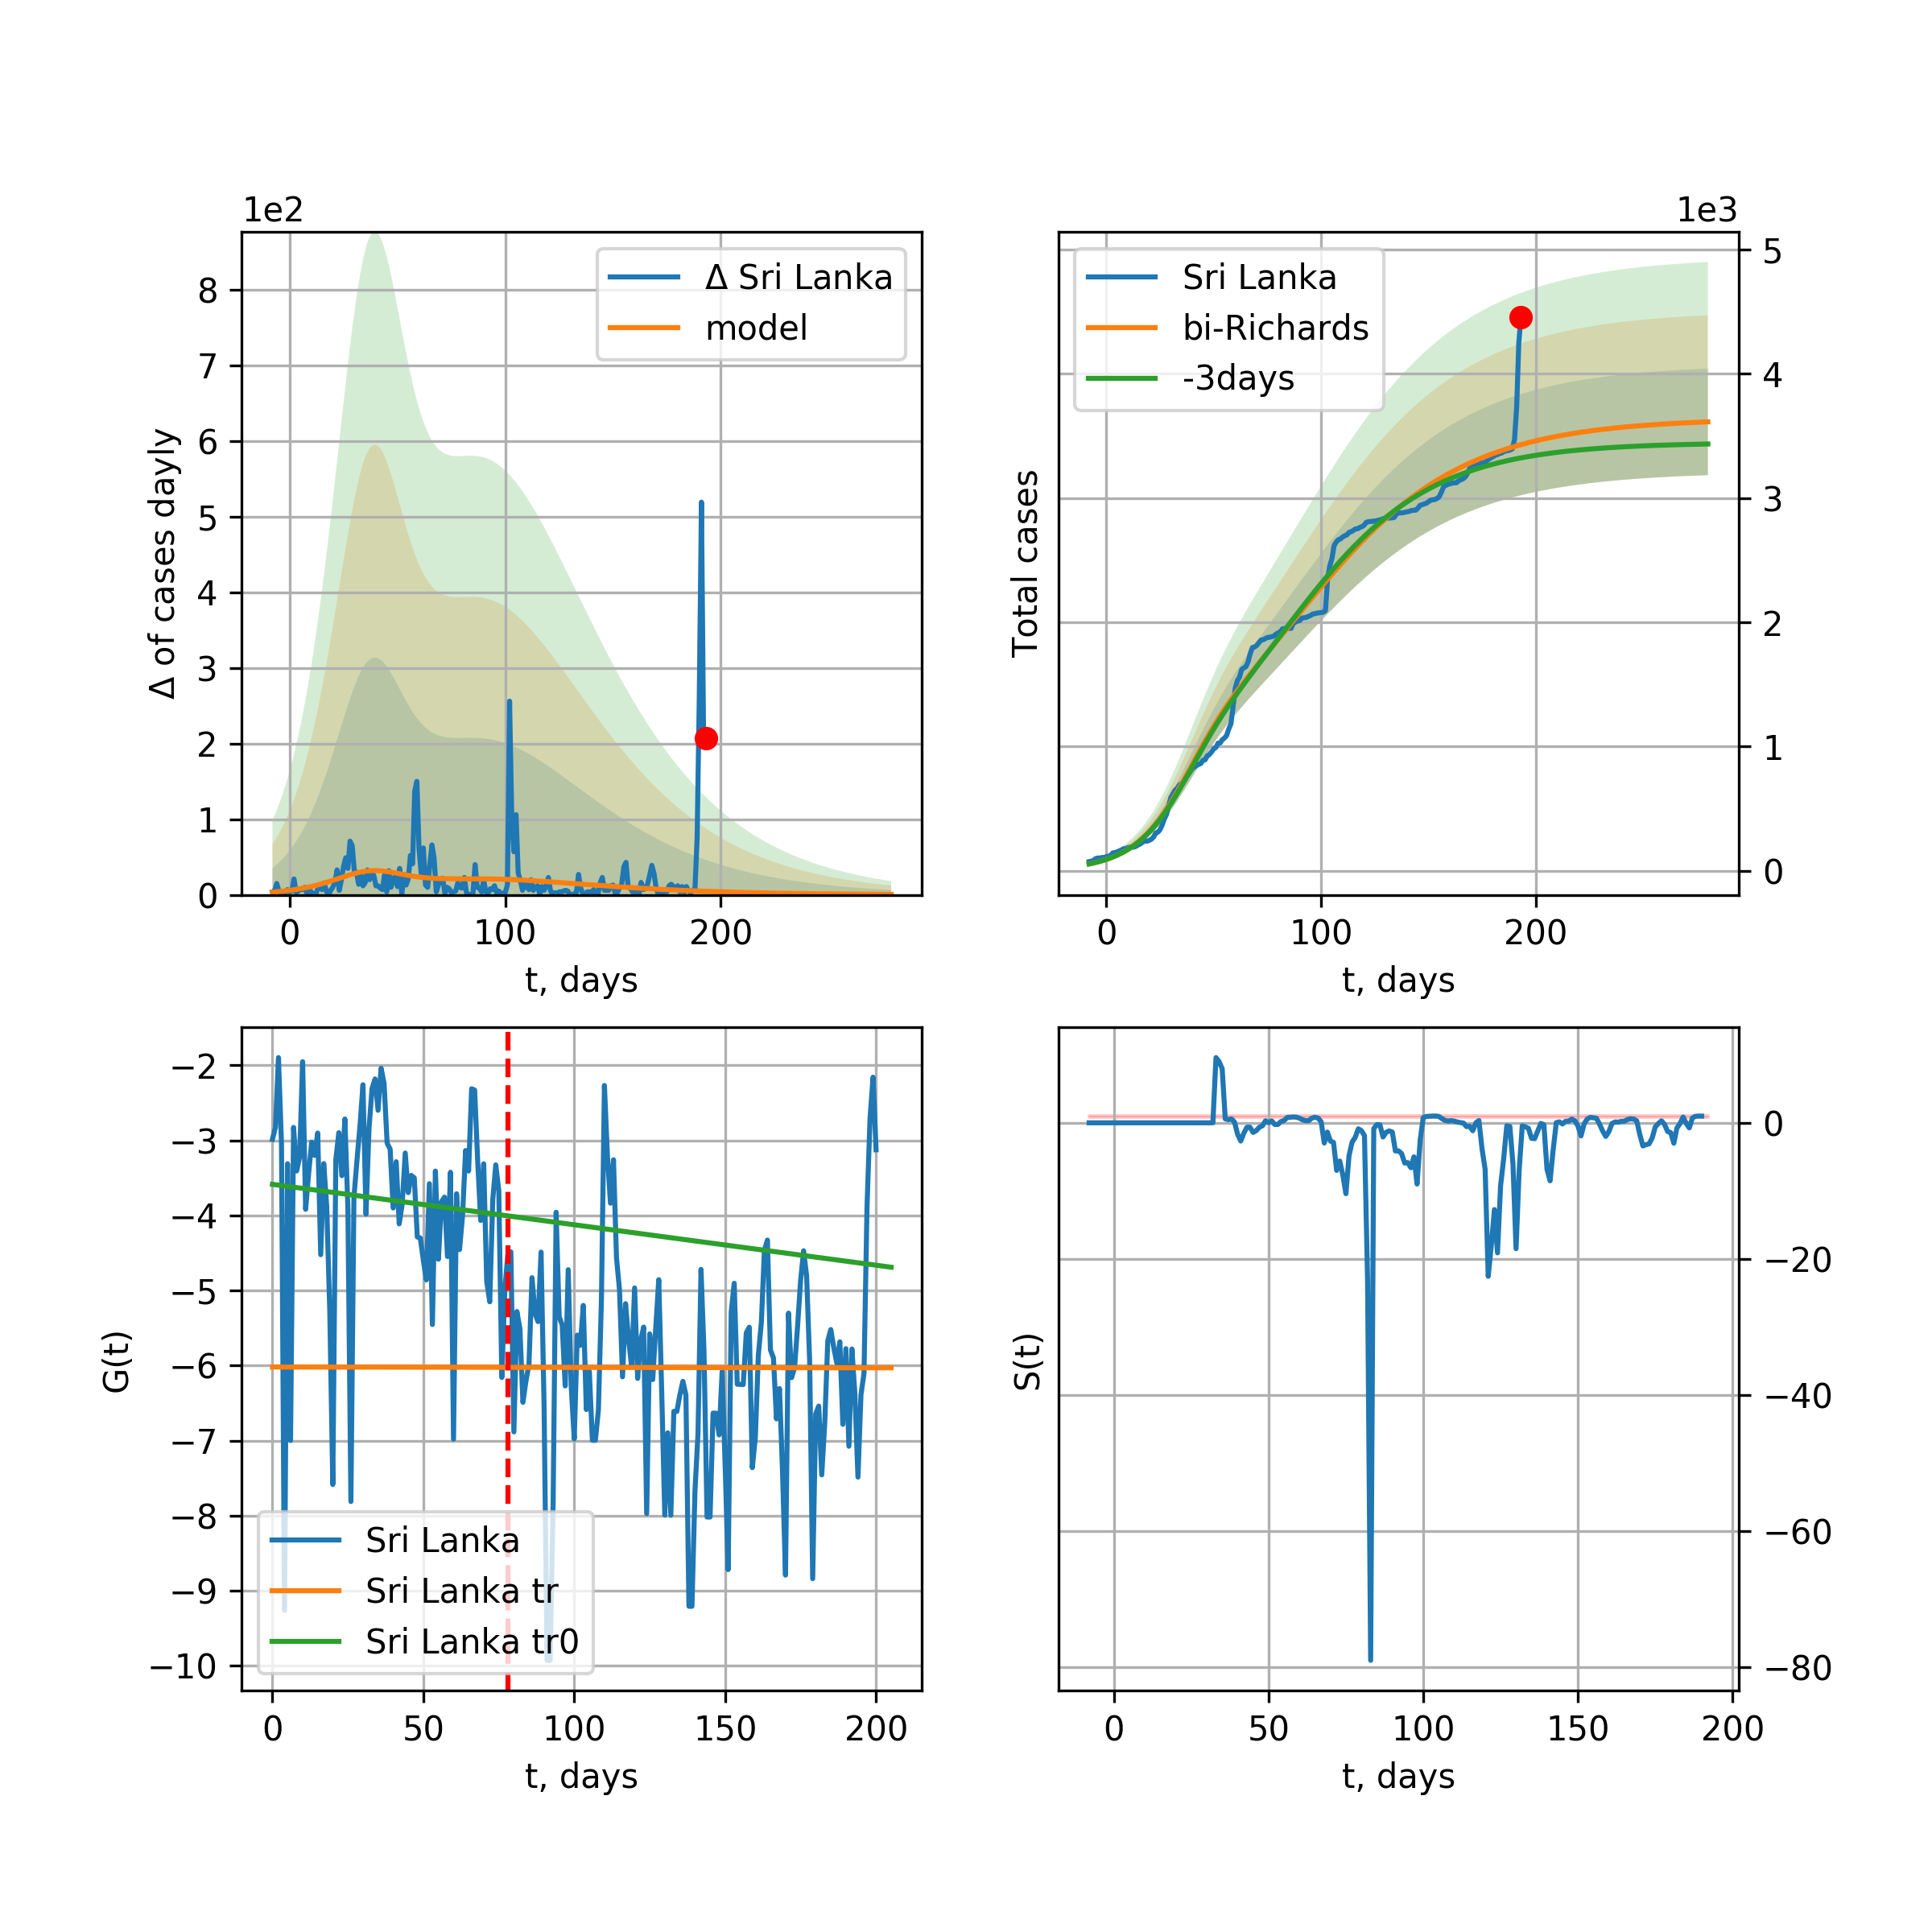 1e2
Δ of cases dayly
8
7
6
5
4
3
2
1
0
0 100 200
t, days
Δ Sri Lanka
model
1e3
Total cases
5
4
3
2
1
0
0 100 200
t, days
Sri Lanka
bi-Richards
-3days
G(t)
−2
−3
−4
−5
−6
−7
−8
−9
−10
0 50 100 150 200
t, days
Sri Lanka
Sri Lanka tr
Sri Lanka tr0
S(t)
0
−20
−40
−60
−80
0 50 100 150 200
t, days